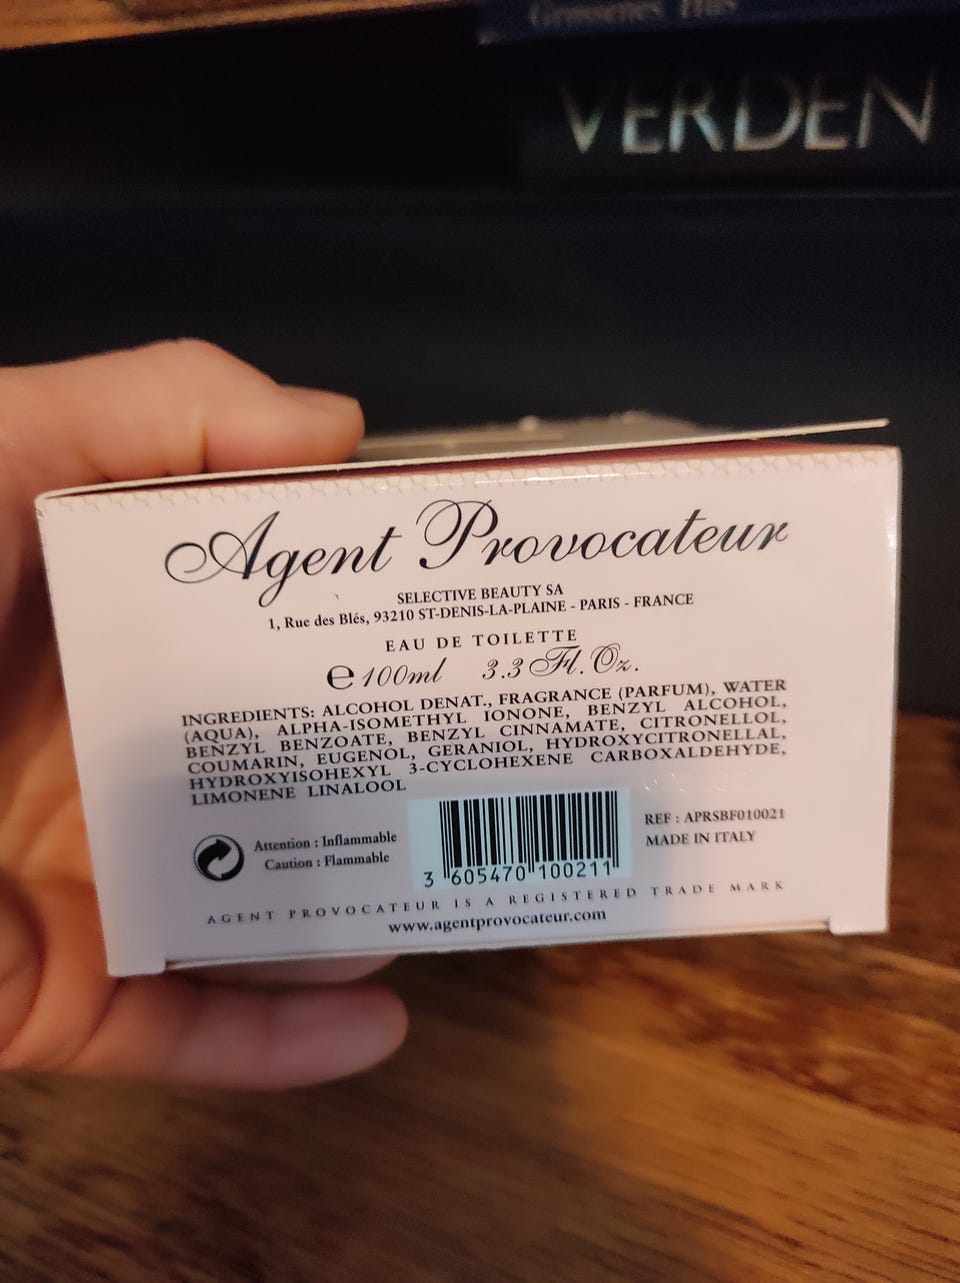 VERDEN
Agent Provocateur
SELECTIVE BEAUTY SA
1, Rue des Blés, 93210 ST-DENIS-LA-PLAINE - PARIS - FRANCE
EAU DE TOILETTE
℮ 100ml 3.3 Fl. Oz.
INGREDIENTS: ALCOHOL DENAT., FRAGRANCE (PARFUM), WATER
(AQUA), ALPHA-ISOMETHYL IONONE, BENZYL ALCOHOL,
BENZYL BENZOATE, BENZYL CINNAMATE, CITRONELLOL,
COUMARIN, EUGENOL, GERANIOL, HYDROXYCITRONELLAL,
HYDROXYISOHEXYL 3-CYCLOHEXENE CARBOXALDEHYDE,
LIMONENE LINALOOL
Attention : Inflammable
Caution : Flammable
3 605470 100211
REF : APRSBF010021
MADE IN ITALY
AGENT PROVOCATEUR IS A REGISTERED TRADE MARK
www.agentprovocateur.com